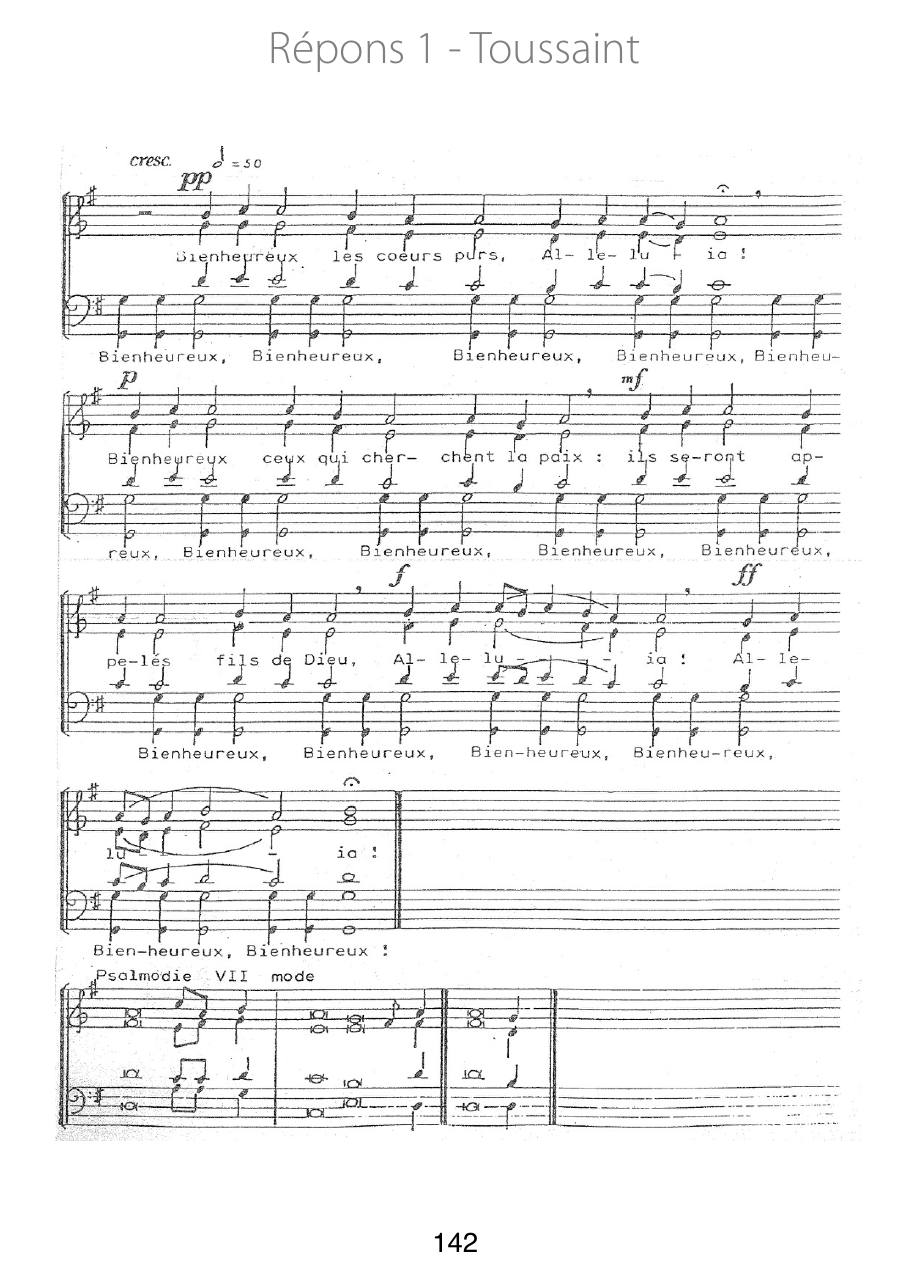 Répons 1 - Toussaint
cresc. = 50
pp
Bienheureux les coeurs purs, Al- le- lu - ia !
Bienheureux, Bienheureux, Bienheureux, Bienheureux, Bienheu-
p mf
Bienheureux ceux qui cher- chent la paix : ils se-ront ap-
reux, Bienheureux, Bienheureux, Bienheureux, Bienheureux,
f ff
pe-lés fils de Dieu, Al- le- lu - - - ia ! Al- le-
Bienheureux, Bienheureux, Bien-heureux, Bienheu-reux,
lu - - - ia !
Bien-heureux, Bienheureux !
Psalmodie VII mode
142